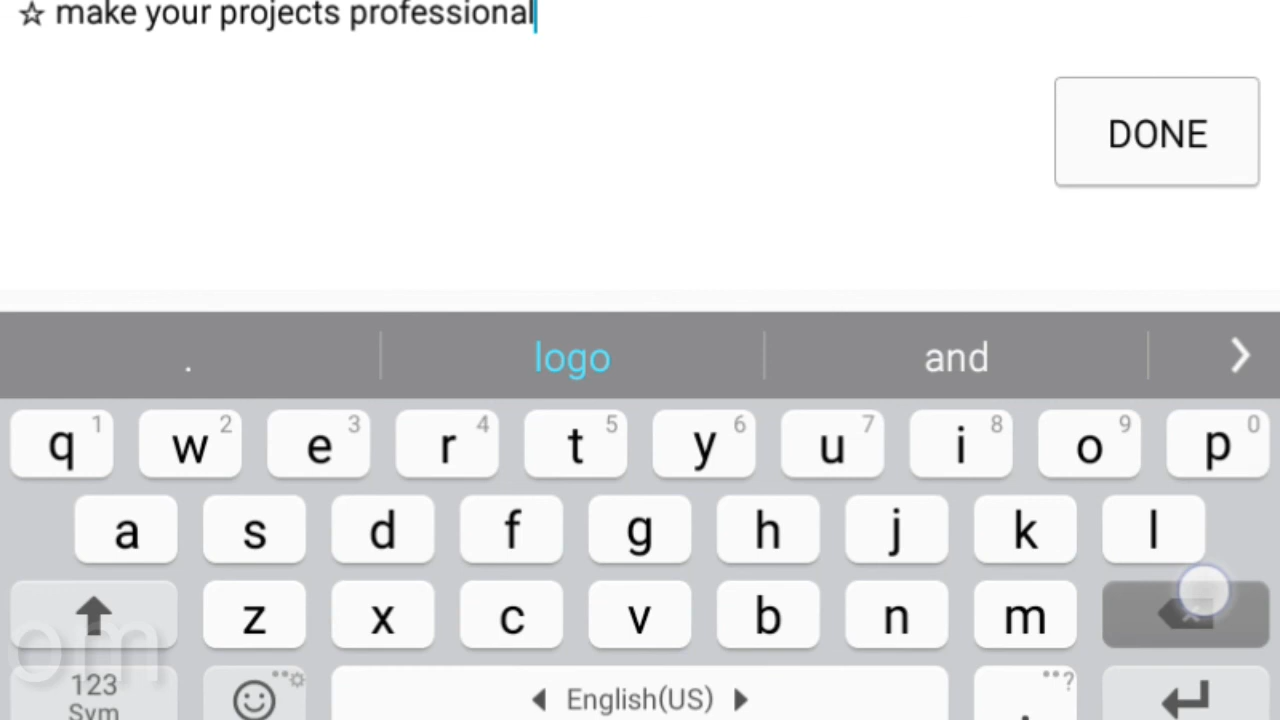 ☆ make your projects professional
DONE
. logo and
q 1 w 2 e 3 r 4 t 5 y 6 u 7 i 8 o 9 p 0
a s d f g h j k l
z x c v b n m
om
123 English(US) . ?
Sym